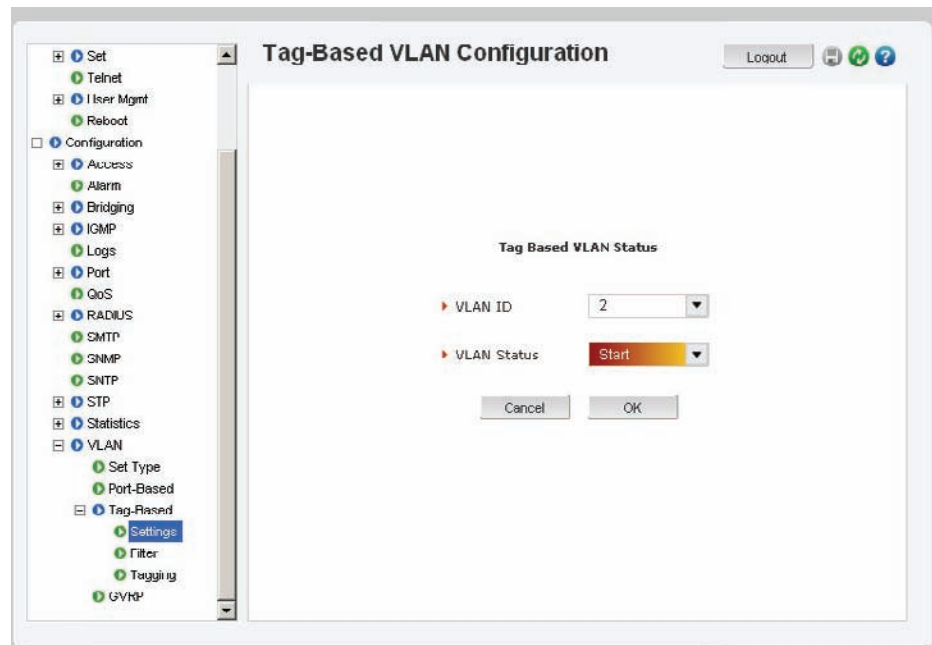 Set
Telnet
User Mgmt
Reboot
Configuration
Access
Alarm
Bridging
IGMP
Logs
Port
QoS
RADIUS
SMTP
SNMP
SNTP
STP
Statistics
VLAN
Set Type
Port-Based
Tag-Based
Settings
Filter
Tagging
GVRP
Tag-Based VLAN Configuration
Logout
Tag Based VLAN Status
VLAN ID 2
VLAN Status Start
Cancel OK